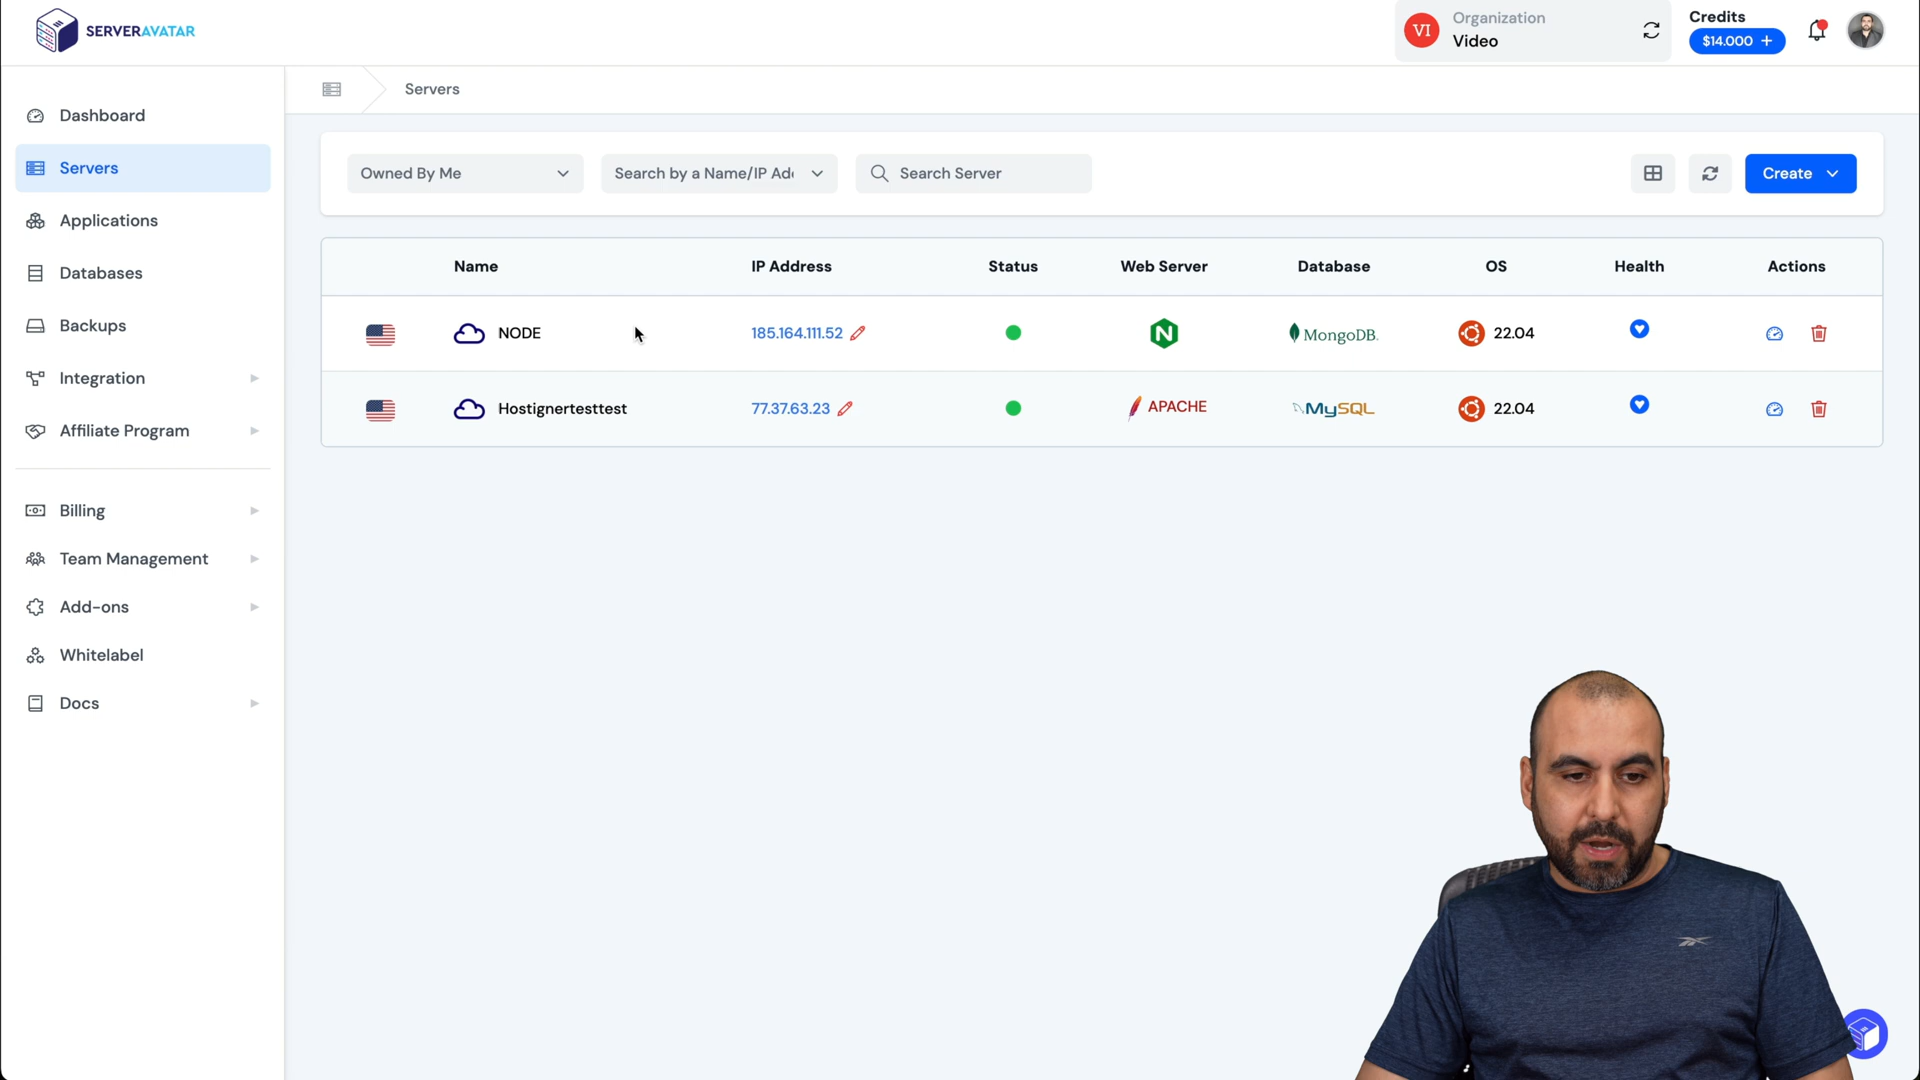 SERVERAVATAR
VI
Organization
Video
Credits
$14.000 +
Dashboard
Servers
Applications
Databases
Backups
Integration
Affiliate Program
Billing
Team Management
Add-ons
Whitelabel
Docs
Servers
Owned By Me
Search by a Name/IP Ad
Search Server
Create
Name IP Address Status Web Server Database OS Health Actions
NODE 185.164.111.52 N MongoDB. 22.04
Hostignertesttest 77.37.63.23 APACHE MySQL 22.04